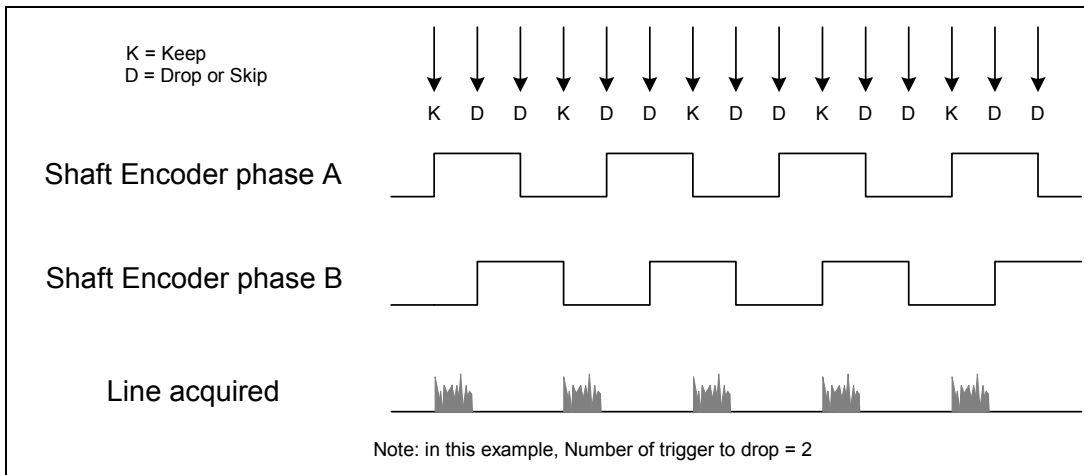 K = Keep
D = Drop or Skip
K D D K D D K D D K D D K D D
Shaft Encoder phase A
Shaft Encoder phase B
Line acquired
Note: in this example, Number of trigger to drop = 2